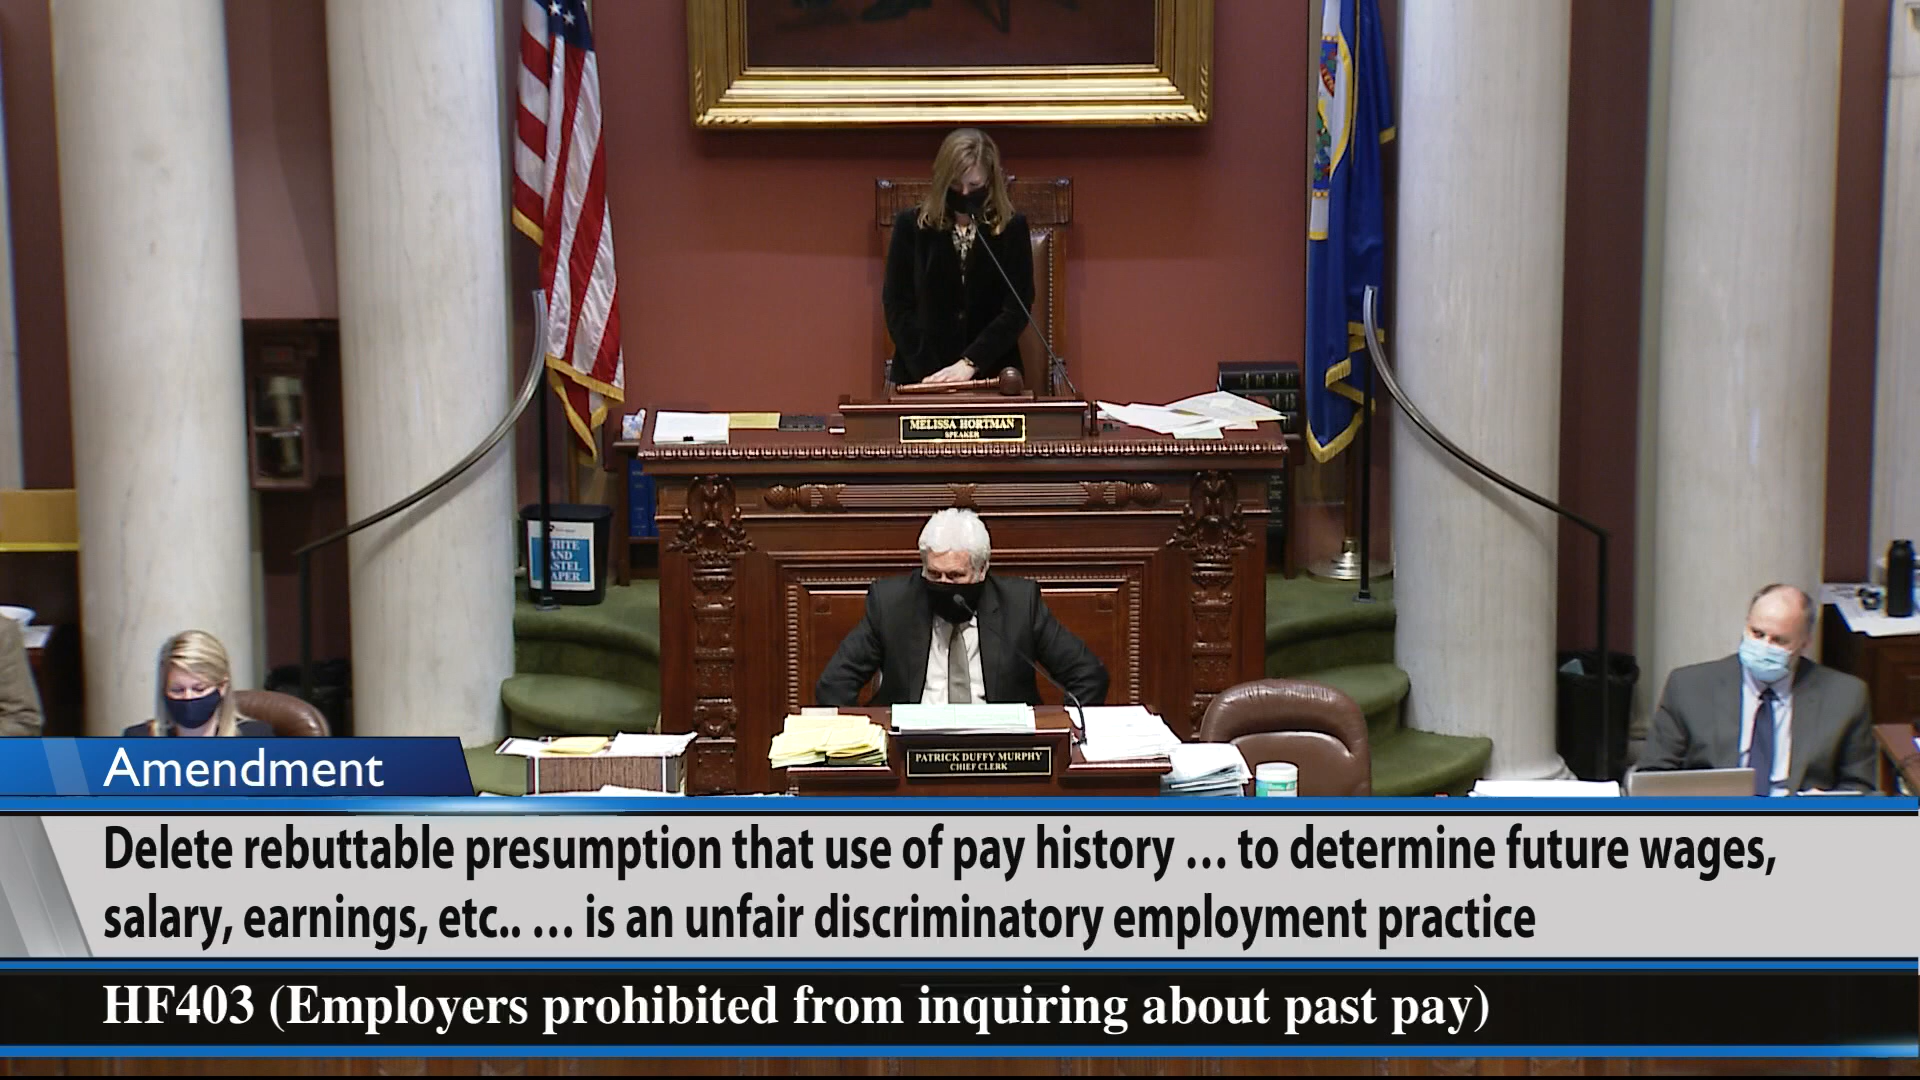 MELISSA HORTMAN
SPEAKER
PAPER
PATRICK DUFFY MURPHY
CHIEF CLERK
Amendment
Delete rebuttable presumption that use of pay history … to determine future wages,
salary, earnings, etc.. … is an unfair discriminatory employment practice
HF403 (Employers prohibited from inquiring about past pay)